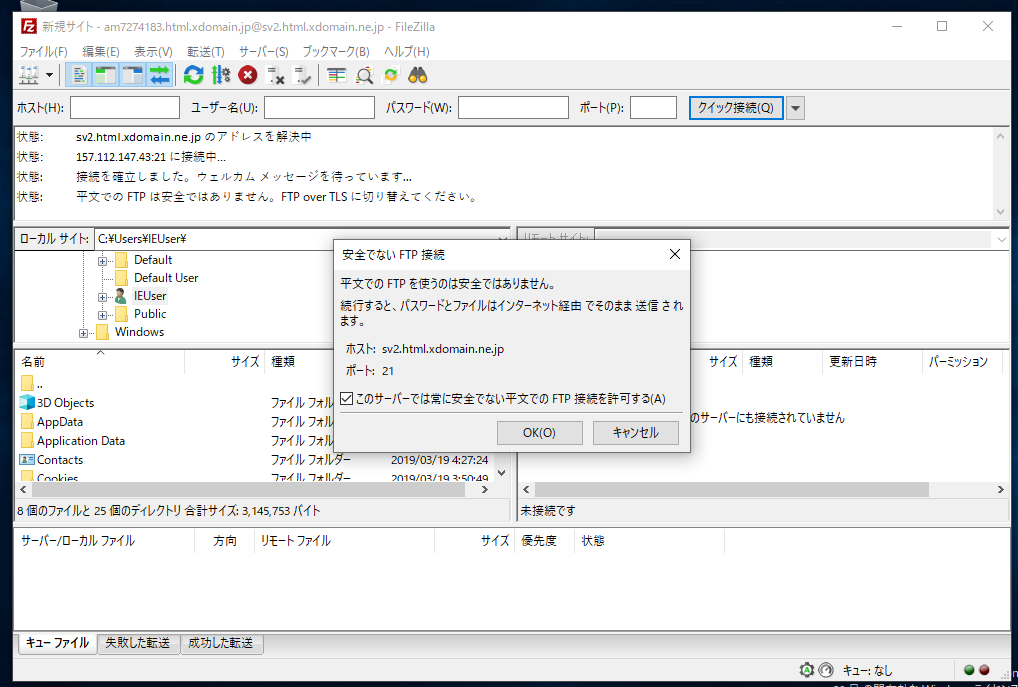 新規サイト - am7274183.html.xdomain.jp@sv2.html.xdomain.ne.jp - FileZilla
ファイル(F) 編集(E) 表示(V) 転送(T) サーバー(S) ブックマーク(B) ヘルプ(H)
ホスト(H): ユーザー名(U): パスワード(W): ポート(P): クイック接続(Q)
状態: sv2.html.xdomain.ne.jp のアドレスを解決中
状態: 157.112.147.43:21 に接続中...
状態: 接続を確立しました。ウェルカム メッセージを待っています...
状態: 平文での FTP は安全ではありません。FTP over TLS に切り替えてください。
ローカル サイト: C:¥Users¥IEUser¥
リモート サイト:
Default
Default User
IEUser
Public
Windows
安全でない FTP 接続
平文での FTP を使うのは安全ではありません。
続行すると、パスワードとファイルはインターネット経由 でそのまま 送信 され
ます。
ホスト: sv2.html.xdomain.ne.jp
ポート: 21
このサーバーでは常に安全でない平文での FTP 接続を許可する(A)
OK(O) キャンセル
名前 サイズ 種類
..
3D Objects ファイル フォル
AppData ファイル フォル
Application Data ファイル フォル
Contacts ファイル フォルダー 2019/03/19 4:27:24
Cookies ファイル フォルダー 2019/03/19 3:50:49
サイズ 種類 更新日時 パーミッション
のサーバーにも接続されていません
8 個のファイルと 25 個のディレクトリ 合計サイズ: 3,145,753 バイト
未接続です
サーバー/ローカル ファイル 方向 リモート ファイル サイズ 優先度 状態
キュー ファイル 失敗した転送 成功した転送
キュー: なし